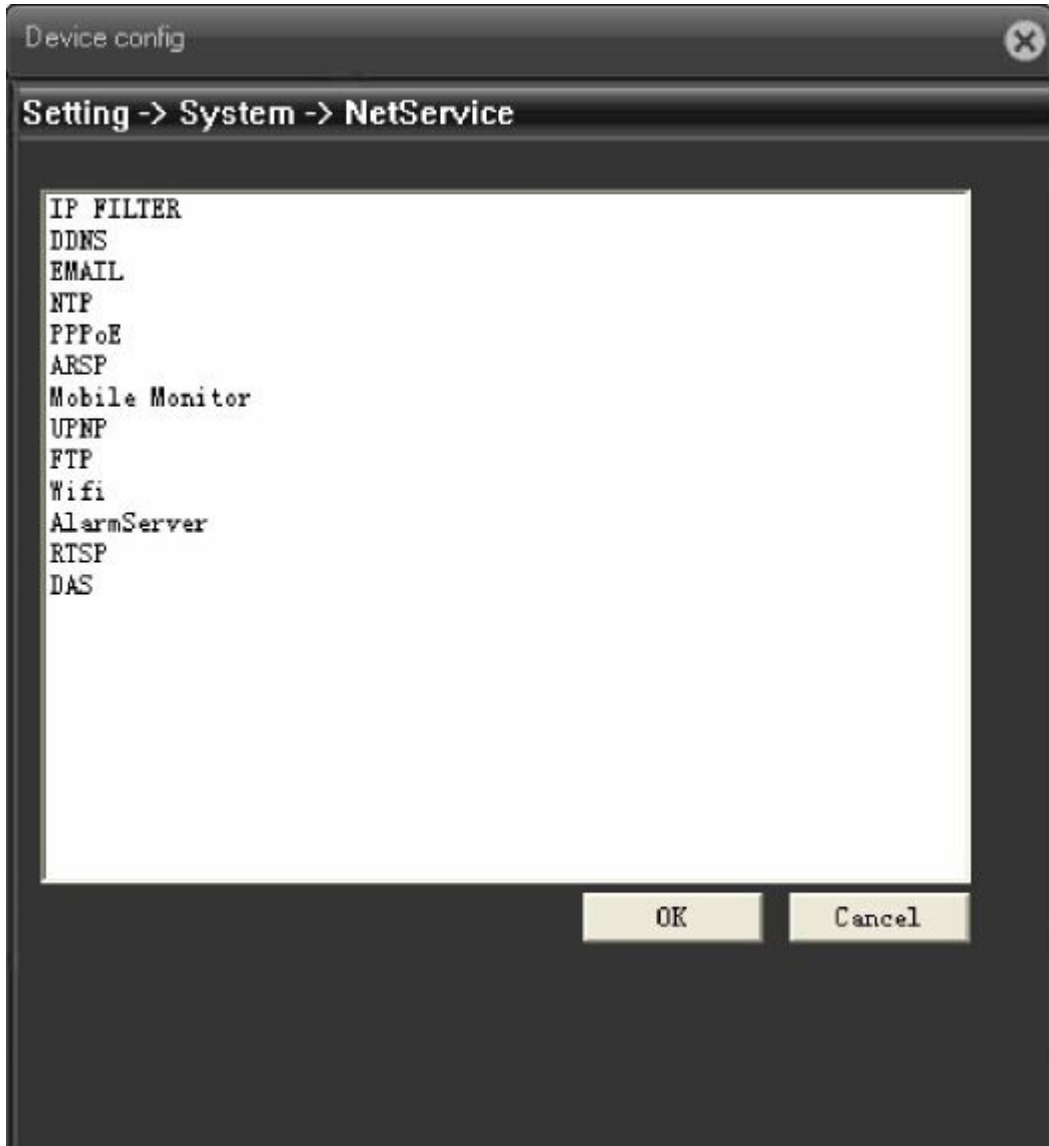 Device config
Setting -> System -> NetService
IP FILTER
DDNS
EMAIL
NTP
PPPoE
ARSP
Mobile Monitor
UPNP
FTP
Wifi
AlarmServer
RTSP
DAS
OK Cancel